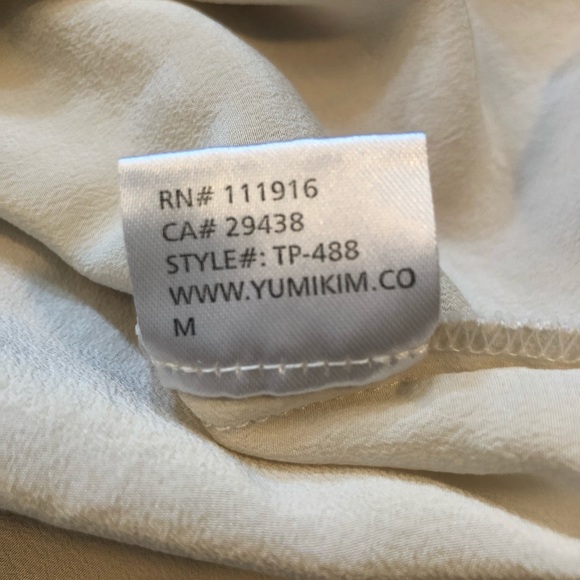 RN# 111916
CA# 29438
STYLE#: TP-488
WWW.YUMIKIM.CO
M